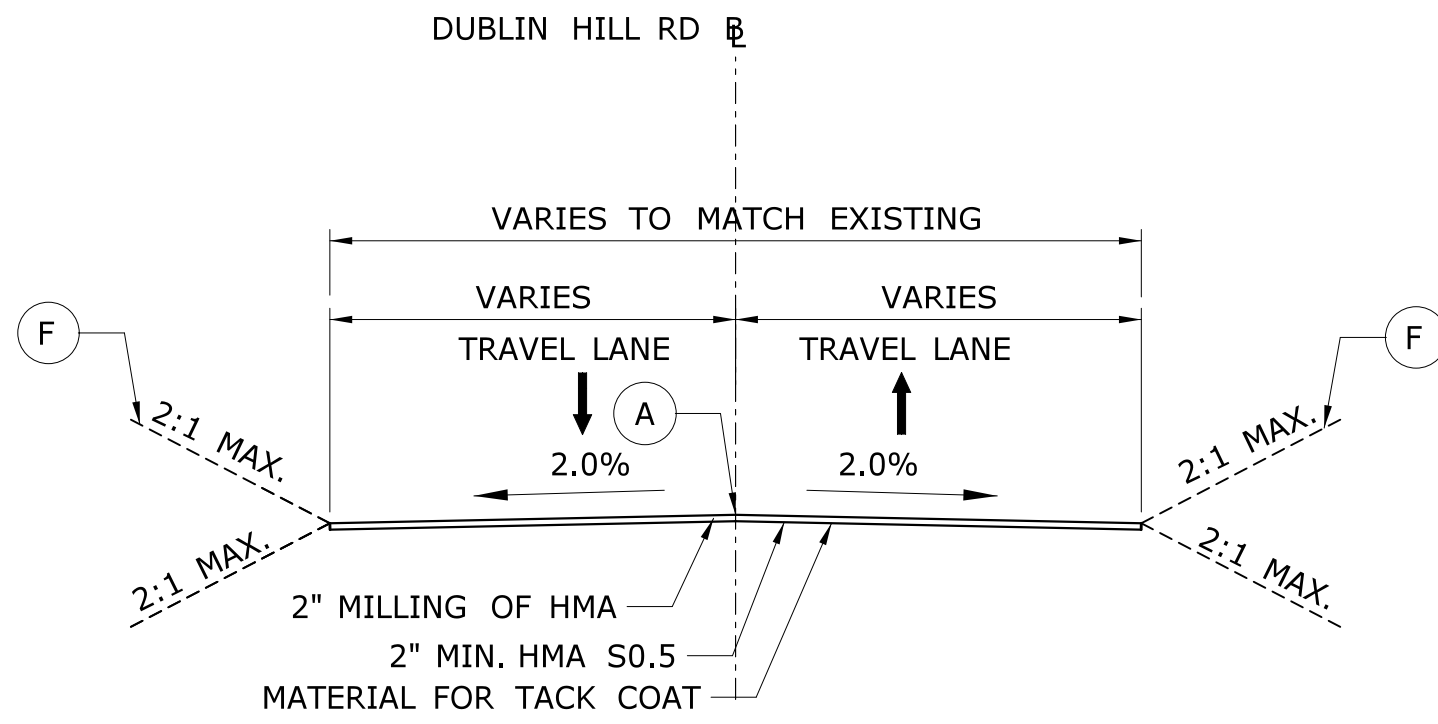 DUBLIN HILL RD BL
VARIES TO MATCH EXISTING
VARIES VARIES
F TRAVEL LANE TRAVEL LANE F
A
2:1 MAX. 2:1 MAX.
2.0% 2.0%
2:1 MAX. 2:1 MAX.
2" MILLING OF HMA
2" MIN. HMA S0.5
MATERIAL FOR TACK COAT